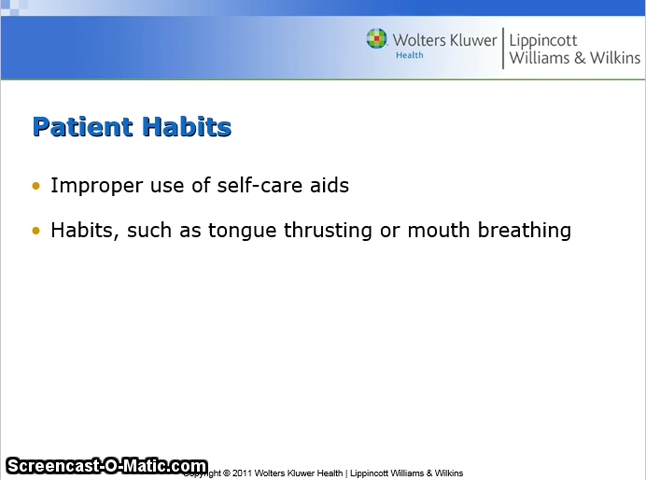 Wolters Kluwer
Health
Lippincott
Williams & Wilkins
Patient Habits
• Improper use of self-care aids
• Habits, such as tongue thrusting or mouth breathing
Screencast-O-Matic.com
© 2011 Wolters Kluwer Health | Lippincott Williams & Wilkins